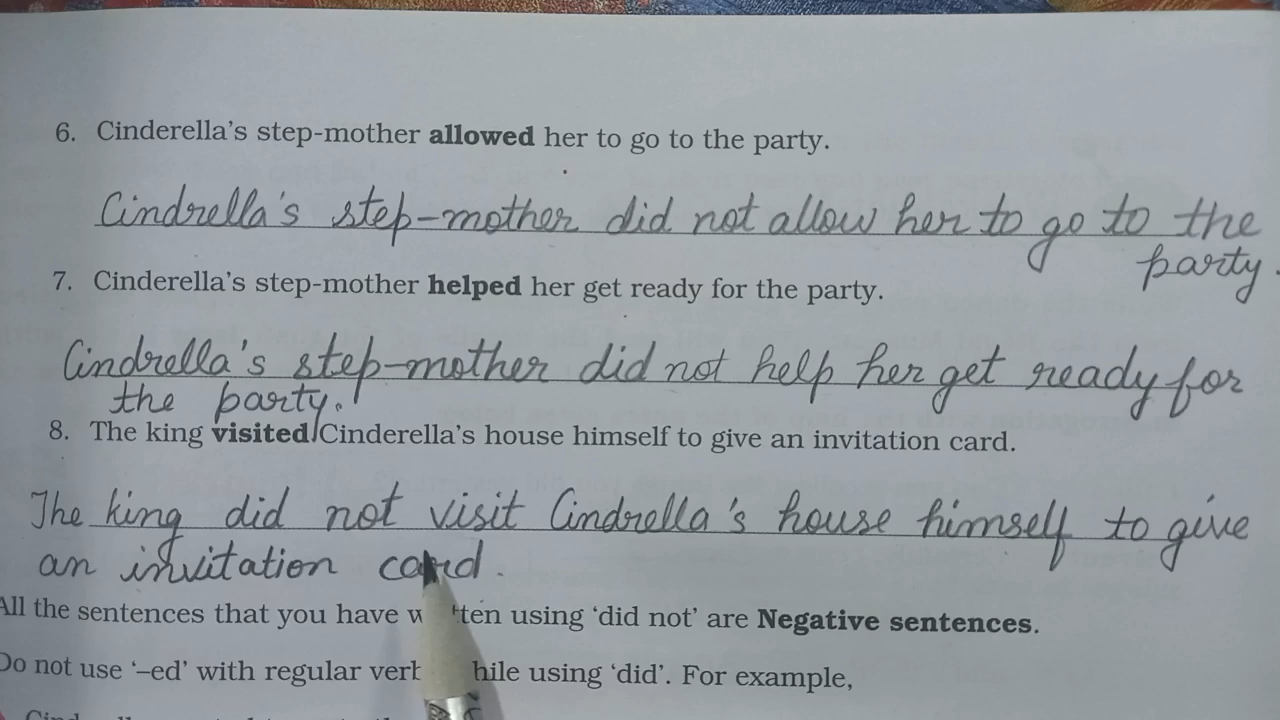 6. Cinderella's step-mother allowed her to go to the party.
Cindrella's step-mother did not allow her to go to the
party.
7. Cinderella's step-mother helped her get ready for the party.
Cindrella's step-mother did not help her get ready for
the party.
8. The king visited Cinderella's house himself to give an invitation card.
The king did not visit Cindrella's house himself to give
an invitation card.
All the sentences that you have using 'did not' are Negative sentences.
Do not use '–ed' with regular using 'did'. For example,